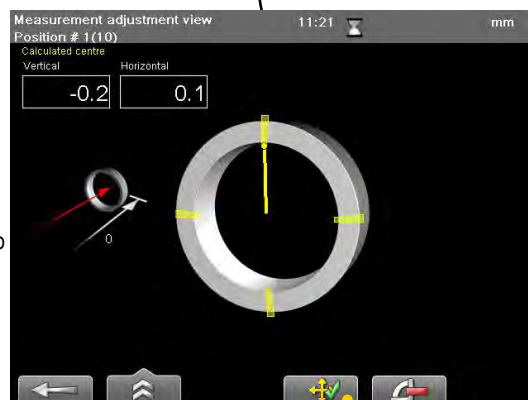 Measurement adjustment view 11:21 mm
Position # 1(10)
Calculated centre
Vertical Horizontal
-0.2 0.1
0